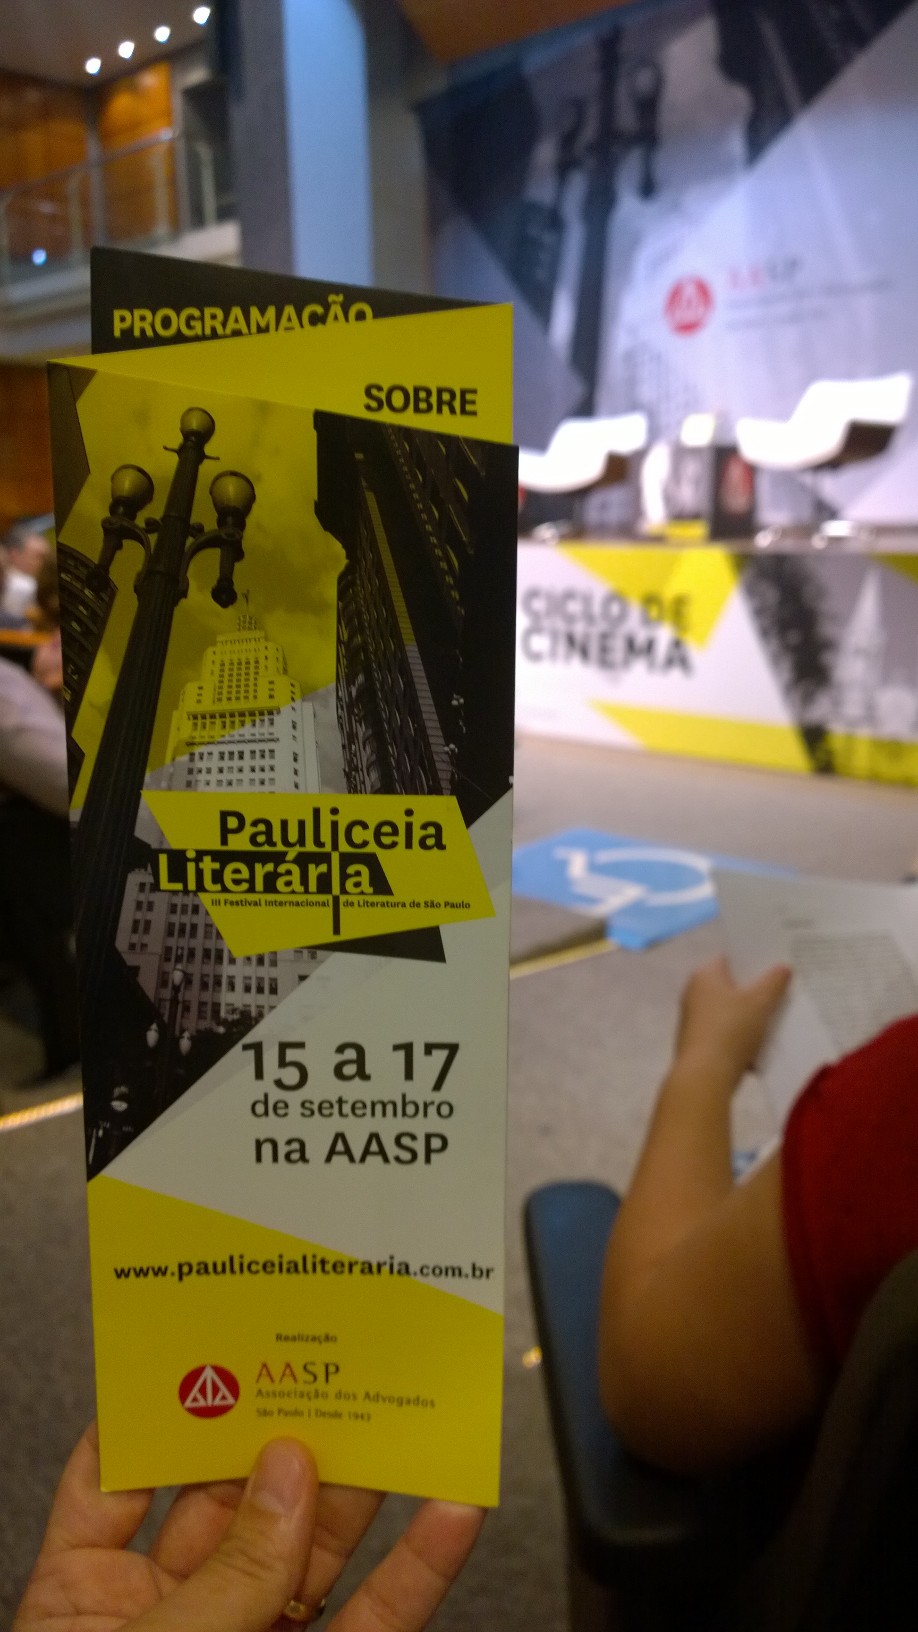 PROGRAMAÇÃO
SOBRE
Pauliceia
Literária
III Festival Internacional de Literatura de São Paulo
15 a 17
de setembro
na AASP
www.pauliceialiteraria.com.br
Realização
AASP
Associação dos Advogados
São Paulo | Desde 1943
AASP
CICLO DE
CINEMA